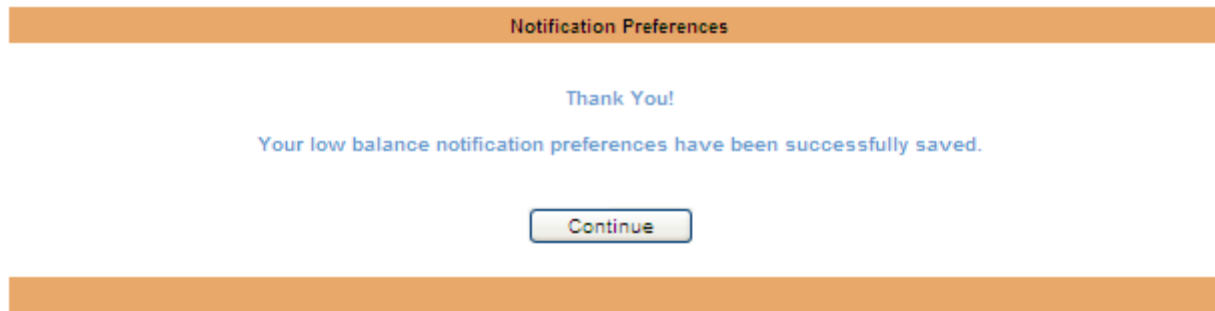 Notification Preferences
Thank You!
Your low balance notification preferences have been successfully saved.
Continue